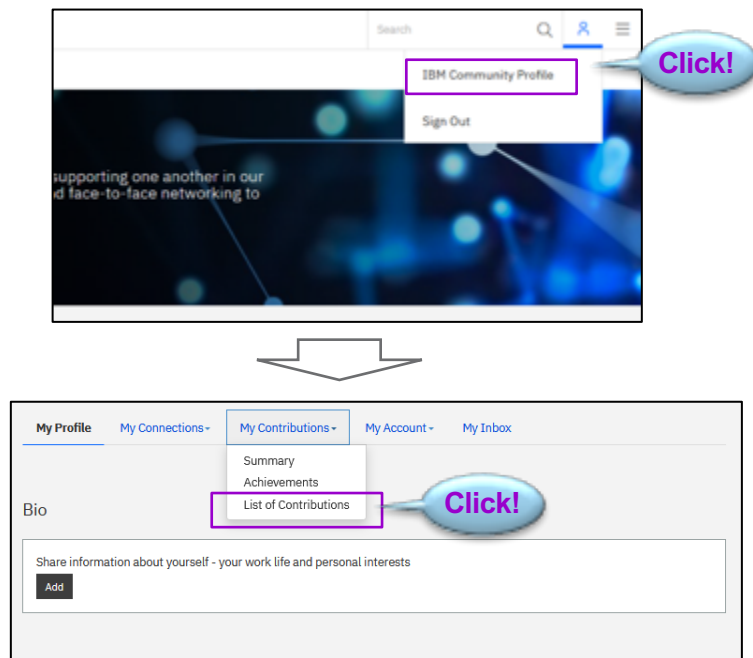 Search
IBM Community Profile
Click!
Sign Out
supporting one another in our
d face-to-face networking to
My Profile My Connections My Contributions My Account My Inbox
Summary
Achievements
List of Contributions
Click!
Bio
Share information about yourself - your work life and personal interests
Add